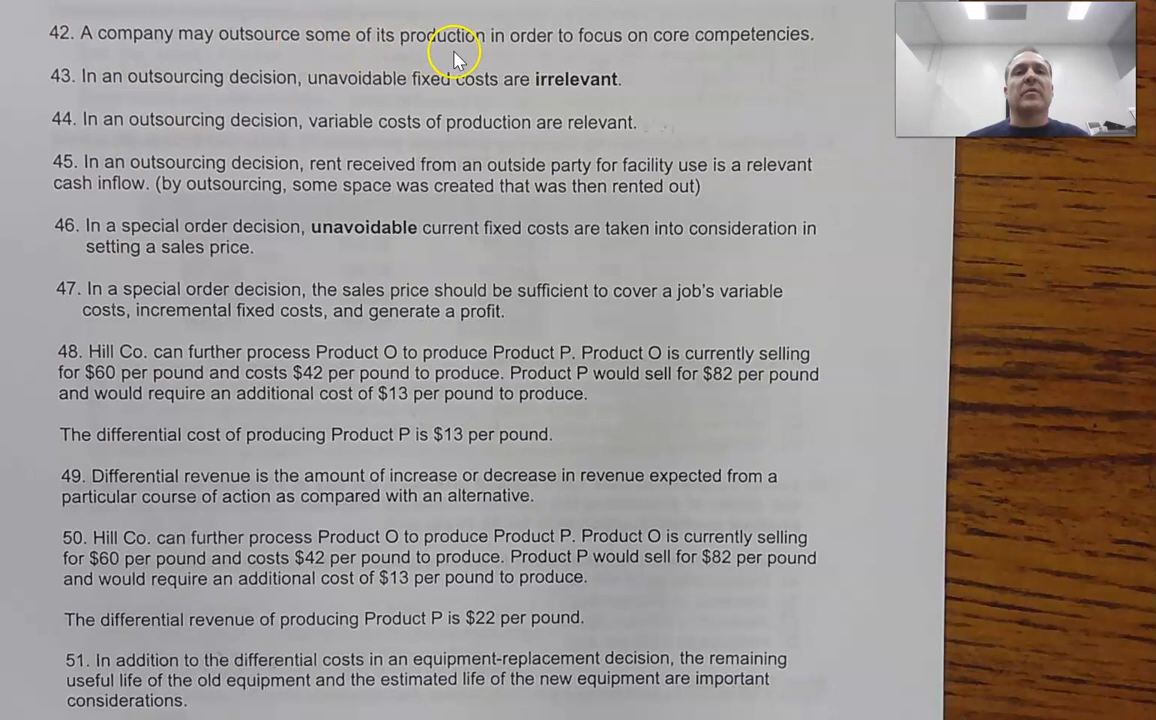 42. A company may outsource some of its production in order to focus on core competencies.
43. In an outsourcing decision, unavoidable fixed costs are irrelevant.
44. In an outsourcing decision, variable costs of production are relevant.
45. In an outsourcing decision, rent received from an outside party for facility use is a relevant
cash inflow. (by outsourcing, some space was created that was then rented out)
46. In a special order decision, unavoidable current fixed costs are taken into consideration in
setting a sales price.
47. In a special order decision, the sales price should be sufficient to cover a job's variable
costs, incremental fixed costs, and generate a profit.
48. Hill Co. can further process Product O to produce Product P. Product O is currently selling
for $60 per pound and costs $42 per pound to produce. Product P would sell for $82 per pound
and would require an additional cost of $13 per pound to produce.
The differential cost of producing Product P is $13 per pound.
49. Differential revenue is the amount of increase or decrease in revenue expected from a
particular course of action as compared with an alternative.
50. Hill Co. can further process Product O to produce Product P. Product O is currently selling
for $60 per pound and costs $42 per pound to produce. Product P would sell for $82 per pound
and would require an additional cost of $13 per pound to produce.
The differential revenue of producing Product P is $22 per pound.
51. In addition to the differential costs in an equipment-replacement decision, the remaining
useful life of the old equipment and the estimated life of the new equipment are important
considerations.